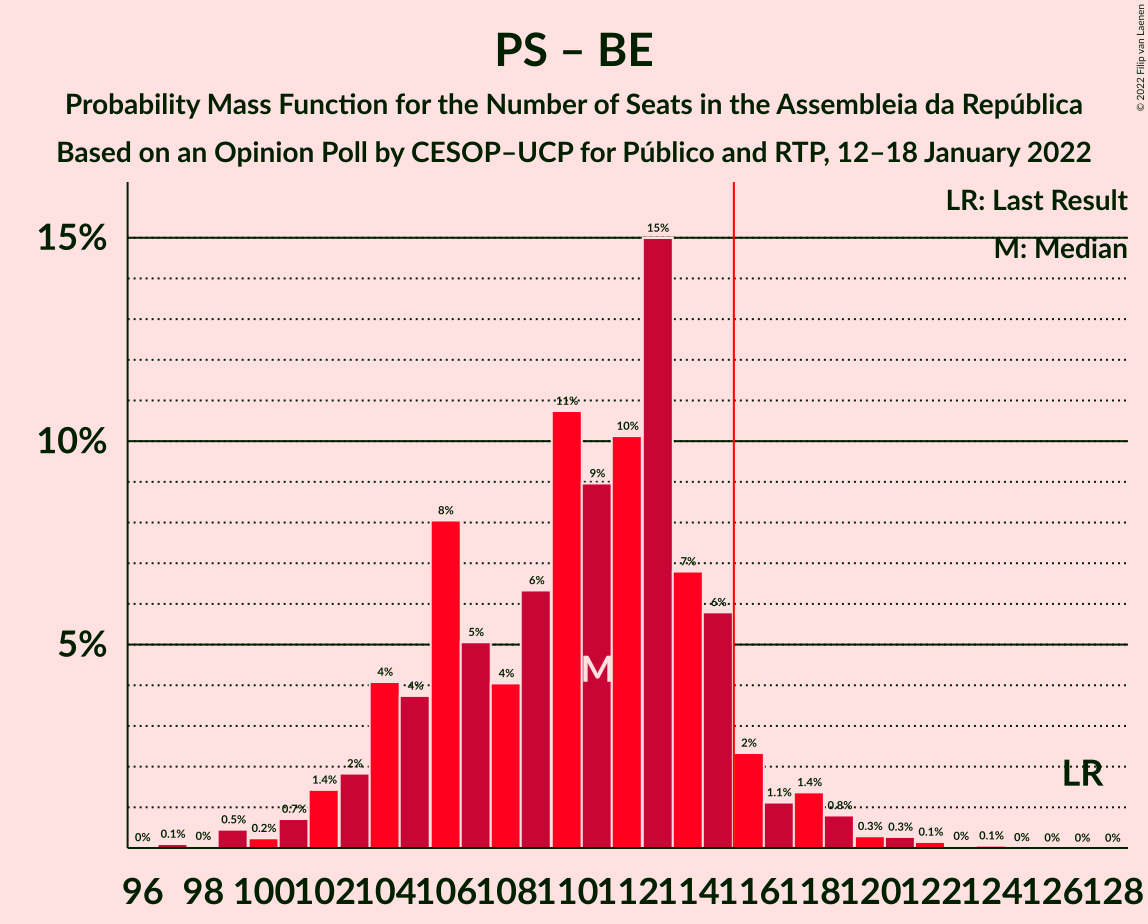 PS – BE
Probability Mass Function for the Number of Seats in the Assembleia da República
Based on an Opinion Poll by CESOP–UCP for Público and RTP, 12–18 January 2022
© 2022 Filip van Laenen
LR: Last Result
M: Median
15%
10%
5%
0% 0.1% 0% 0.5% 0.2% 0.7% 1.4% 2% 4% 4% 8% 5% 4% 6% 11% 9% 10% 15% 7% 6% 2% 1.1% 1.4% 0.8% 0.3% 0.3% 0.1% 0% 0.1% 0% 0% 0% 0%
M
LR
96 98 100 102 104 106 108 110 112 114 116 118 120 122 124 126 128